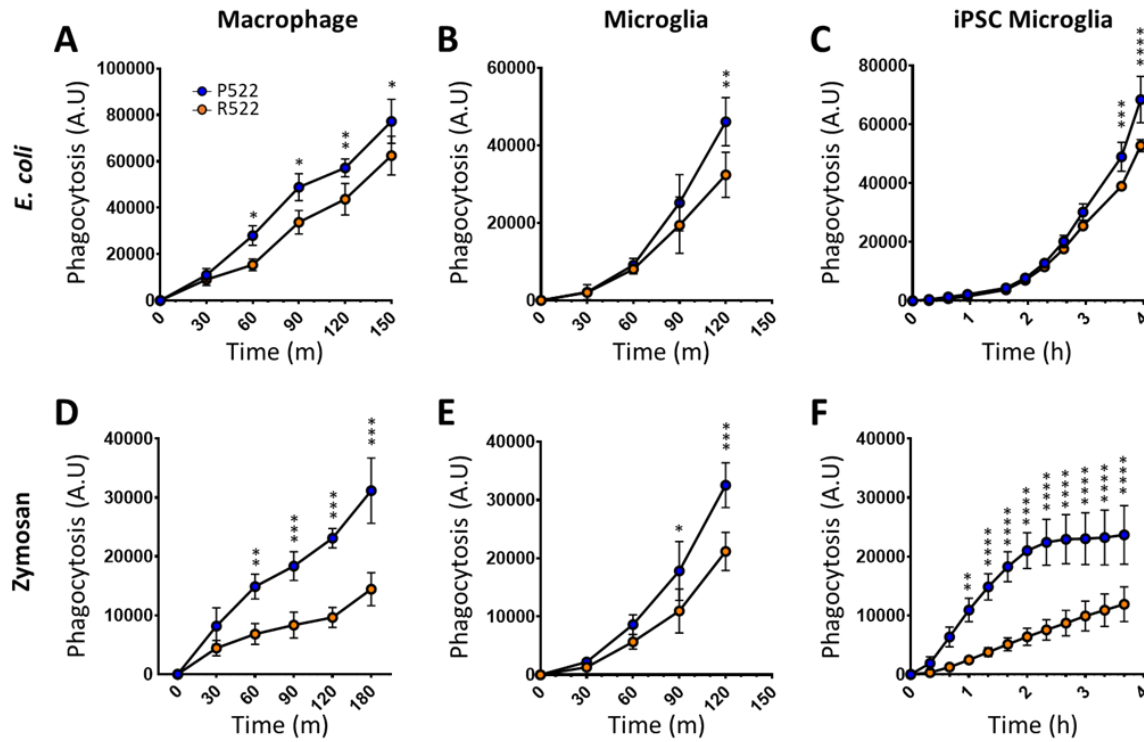 Macrophage
Microglia
iPSC Microglia
E. coli
Zymosan
A
100000
80000
60000
40000
20000
0
Phagocytosis (A.U)
P522
R522
*
*
**
*
0 30 60 90 120 150
Time (m)
B
60000
40000
20000
0
Phagocytosis (A.U)
**
0 30 60 90 120 150
Time (m)
C
80000
60000
40000
20000
0
Phagocytosis (A.U)
***
****
0 1 2 3 4
Time (h)
D
40000
30000
20000
10000
0
Phagocytosis (A.U)
**
***
***
***
0 30 60 90 120 180
Time (m)
E
40000
30000
20000
10000
0
Phagocytosis (A.U)
*
***
0 30 60 90 120 150
Time (m)
F
40000
30000
20000
10000
0
Phagocytosis (A.U)
**
****
****
****
****
****
****
****
****
0 1 2 3 4
Time (h)